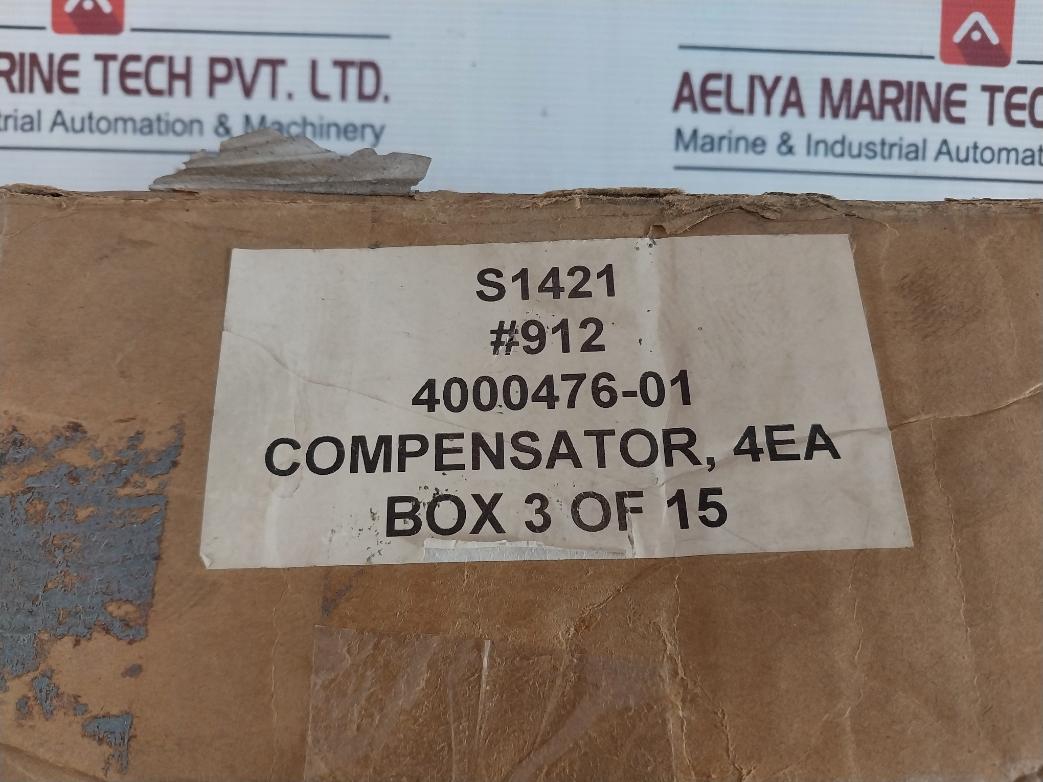 RINE TECH PVT. LTD.
trial Automation & Machinery
AELIYA MARINE TEC
Marine & Industrial Automat
S1421
#912
4000476-01
COMPENSATOR, 4EA
BOX 3 OF 15